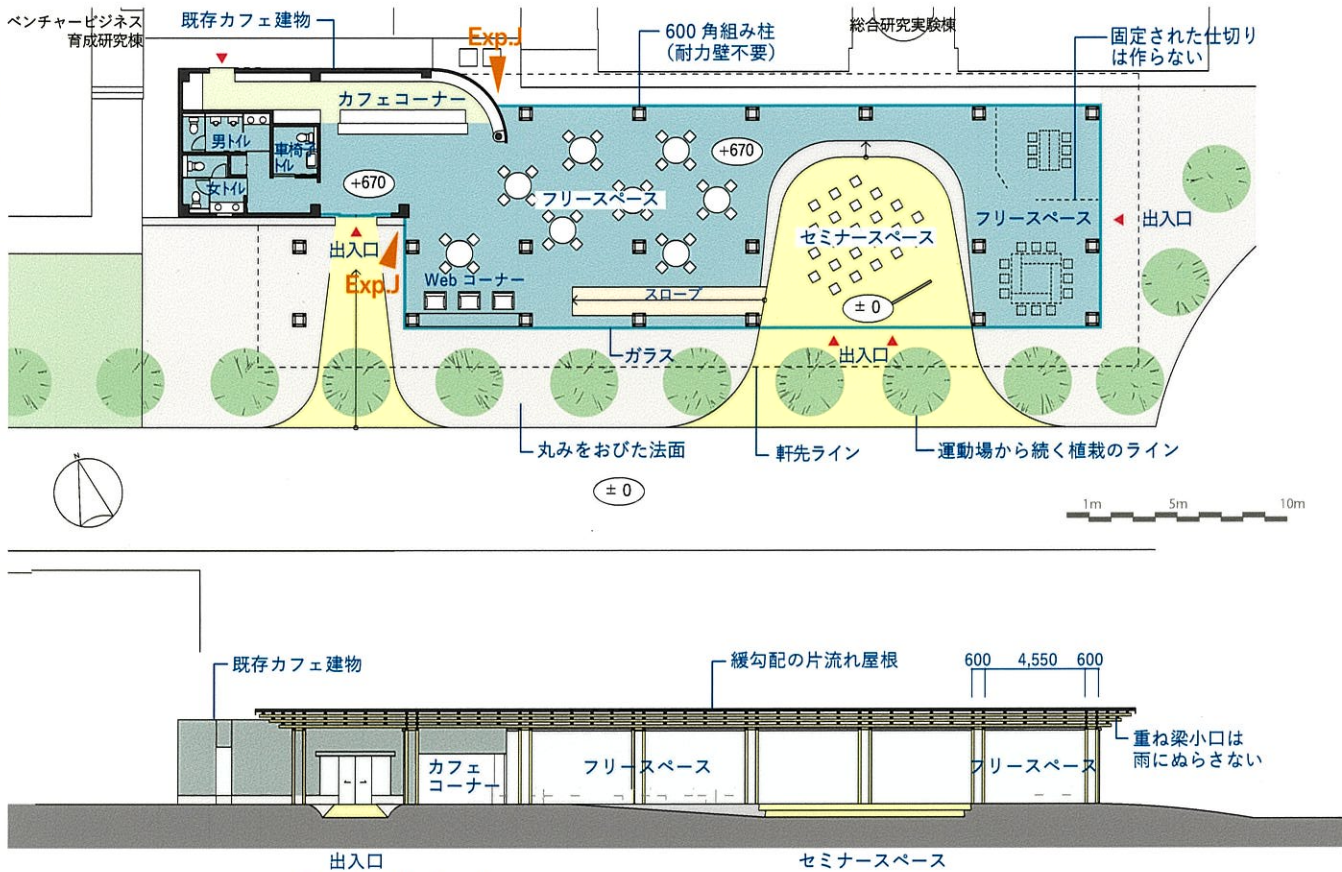 ベンチャービジネス
育成研究棟
既存カフェ建物
Exp.J
600 角組み柱
(耐力壁不要)
総合研究実験棟
固定された仕切り
は作らない
カフェコーナー
男トイレ
車椅子
トイレ
女トイレ
+670
+670
フリースペース
セミナースペース
フリースペース
出入口
出入口
Exp.J
Web コーナー
スロープ
± 0
ガラス
出入口
丸みをおびた法面
軒先ライン
運動場から続く植栽のライン
N
± 0
1m 5m 10m
既存カフェ建物
緩勾配の片流れ屋根
600 4,550 600
カフェ
コーナー
フリースペース
フリースペース
重ね梁小口は
雨にぬらさない
出入口
セミナースペース